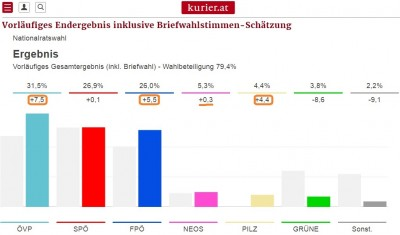 kurier.at
Vorläufiges Endergebnis inklusive Briefwahlstimmen-Schätzung
Nationalratswahl
Ergebnis
Vorläufiges Gesamtergebnis (inkl. Briefwahl) - Wahlbeteiligung 79,4%
31,5% 26,9% 26,0% 5,3% 4,4% 3,8% 2,2%
+7,5 +0,1 +5,5 +0,3 +4,4 -8,6 -9,1
ÖVP SPÖ FPÖ NEOS PILZ GRÜNE Sonst.